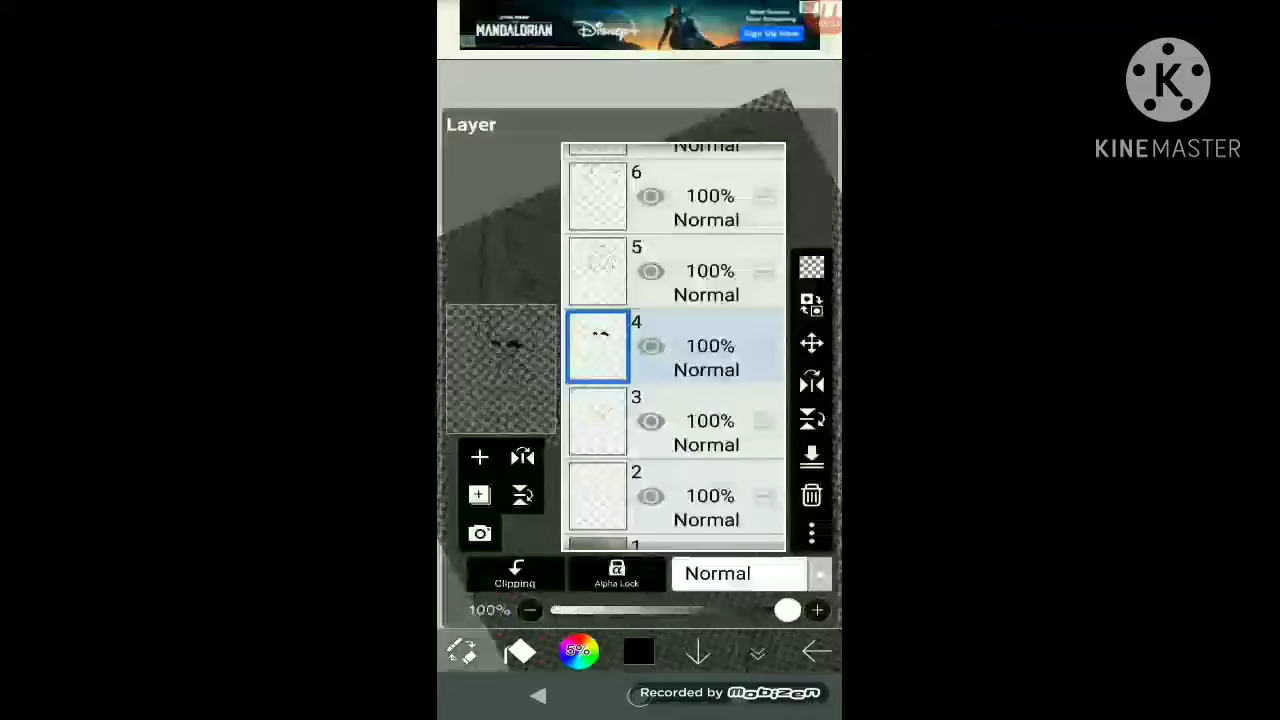 THE MANDALORIAN
Disney+
Sign Up Now
KINEMASTER
K
Layer
Normal
6
100%
Normal
5
100%
Normal
4
100%
Normal
3
100%
Normal
2
100%
Normal
1
Clipping
Alpha Lock
Normal
100%
5%
Recorded by MOBIZEN